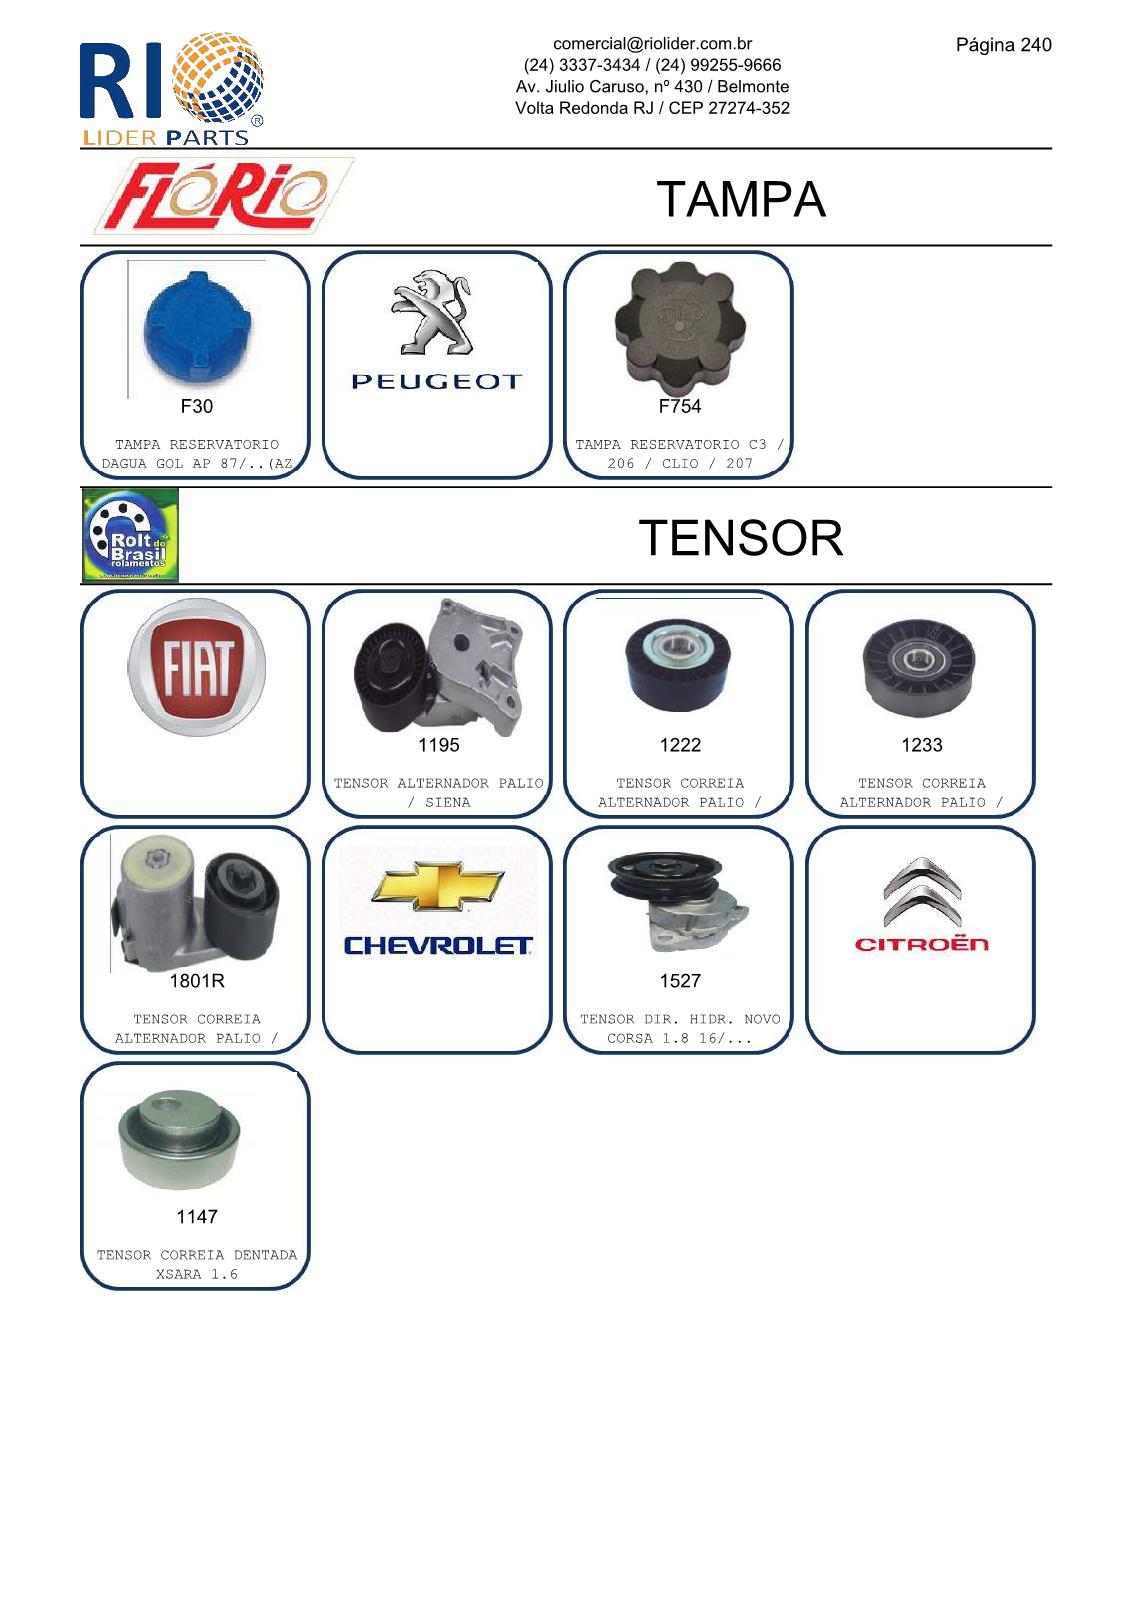 comercial@riolider.com.br
Página 240
(24) 3337-3434 / (24) 99255-9666
Av. Jiulio Caruso, nº 430 / Belmonte
Volta Redonda RJ / CEP 27274-352
RIO
LIDER PARTS®
FLÓRIO
TAMPA
PEUGEOT
F30
F754
TAMPA RESERVATORIO
DAGUA GOL AP 87/..(AZ
TAMPA RESERVATORIO C3 /
206 / CLIO / 207
Rolt do
Brasil
rolamentos
TENSOR
FIAT
1195
TENSOR ALTERNADOR PALIO
/ SIENA
1222
TENSOR CORREIA
ALTERNADOR PALIO /
1233
TENSOR CORREIA
ALTERNADOR PALIO /
1801R
TENSOR CORREIA
ALTERNADOR PALIO /
CHEVROLET
1527
TENSOR DIR. HIDR. NOVO
CORSA 1.8 16/...
CITROËN
1147
TENSOR CORREIA DENTADA
XSARA 1.6